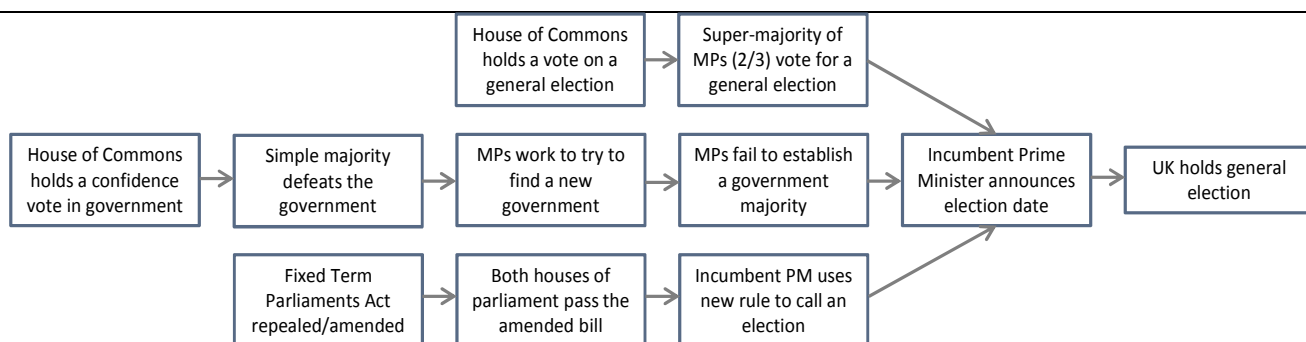 House of Commons
holds a vote on a
general election
Super-majority of
MPs (2/3) vote for a
general election
House of Commons
holds a confidence
vote in government
Simple majority
defeats the
government
MPs work to try to
find a new
government
MPs fail to establish
a government
majority
Incumbent Prime
Minister announces
election date
UK holds general
election
Fixed Term
Parliaments Act
repealed/amended
Both houses of
parliament pass the
amended bill
Incumbent PM uses
new rule to call an
election